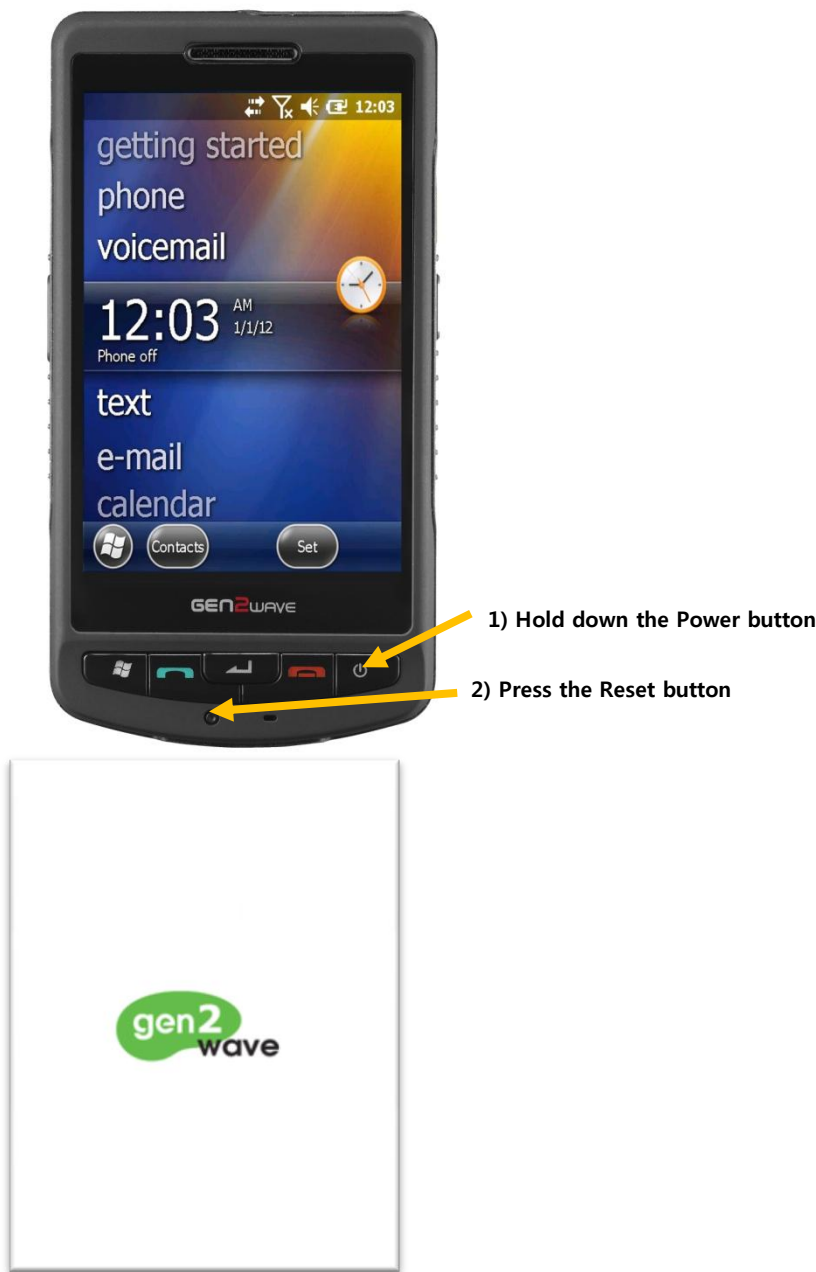 12:03
getting started
phone
voicemail
12:03 AM
1/1/12
Phone off
text
e-mail
calendar
Contacts
Set
GEN2WAVE
1) Hold down the Power button
2) Press the Reset button
gen2
wave